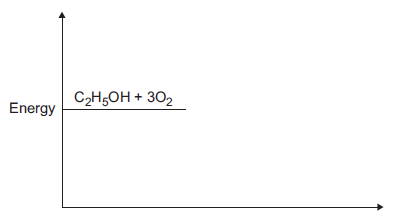 C₂H₅OH + 3O₂
Energy